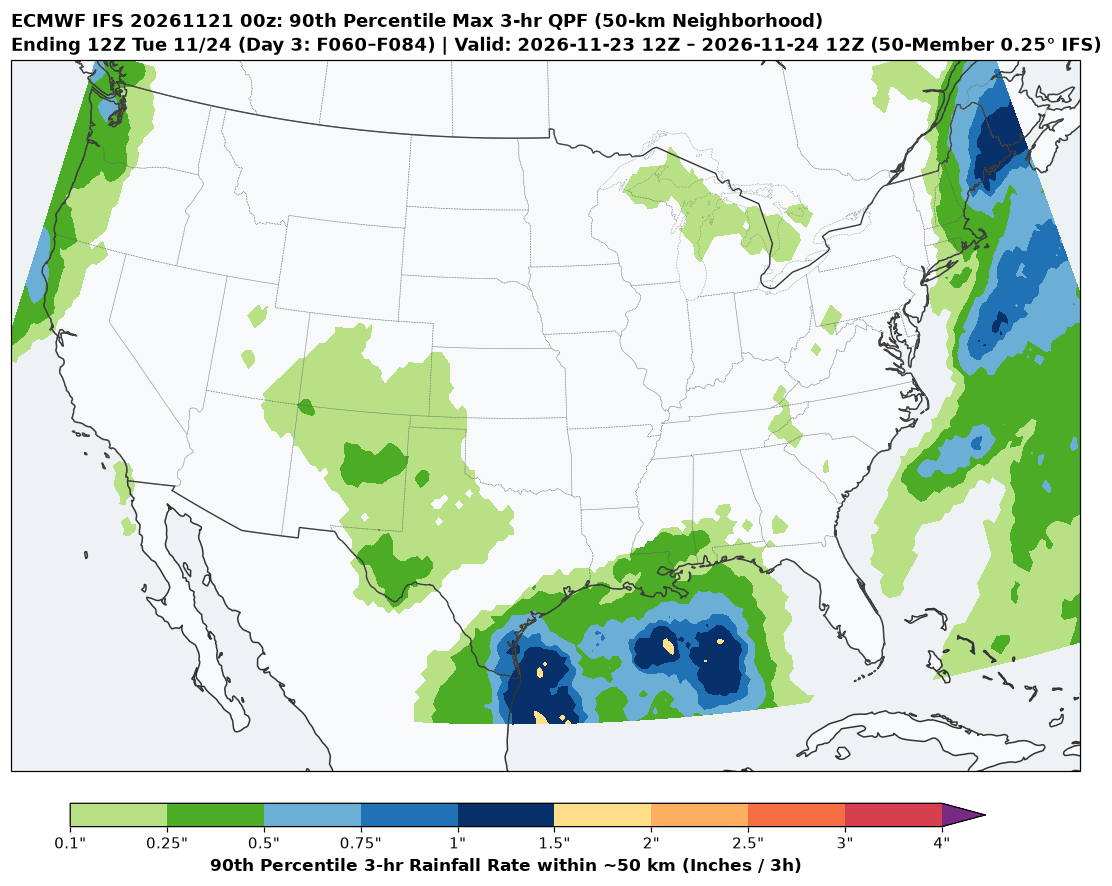 ECMWF IFS 20261121 00z: 90th Percentile Max 3-hr QPF (50-km Neighborhood)
Ending 12Z Tue 11/24 (Day 3: F060–F084) | Valid: 2026-11-23 12Z – 2026-11-24 12Z (50-Member 0.25° IFS)
0.1" 0.25" 0.5" 0.75" 1" 1.5" 2" 2.5" 3" 4"
90th Percentile 3-hr Rainfall Rate within ~50 km (Inches / 3h)